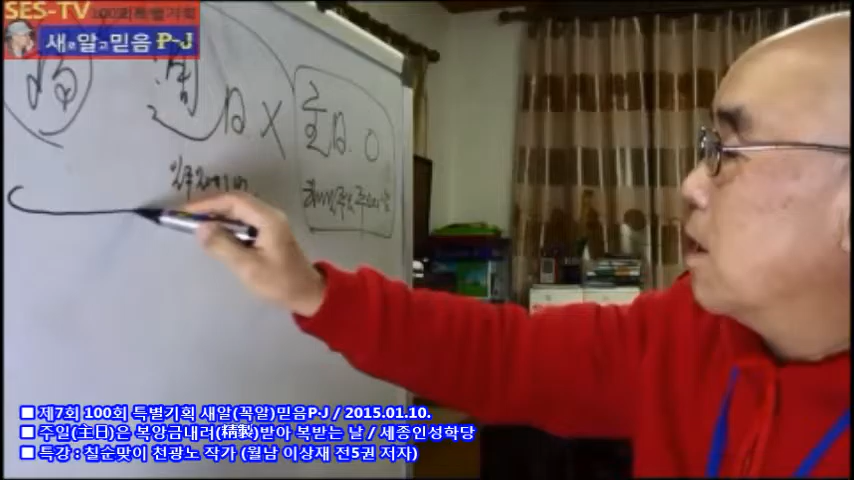 SES-TV 100회특별기획
새로알고믿음 P-J
週日 X 主日. O
■ 제7회 100회 특별기획 새알(꼭알)믿음P·J / 2015.01.10.
■ 주일(主日)은 복앙금내려(精製)받아 복받는 날 / 세종인성학당
■ 특강 : 칠순맞이 천광노 작가 (월남 이상재 전5권 저자)